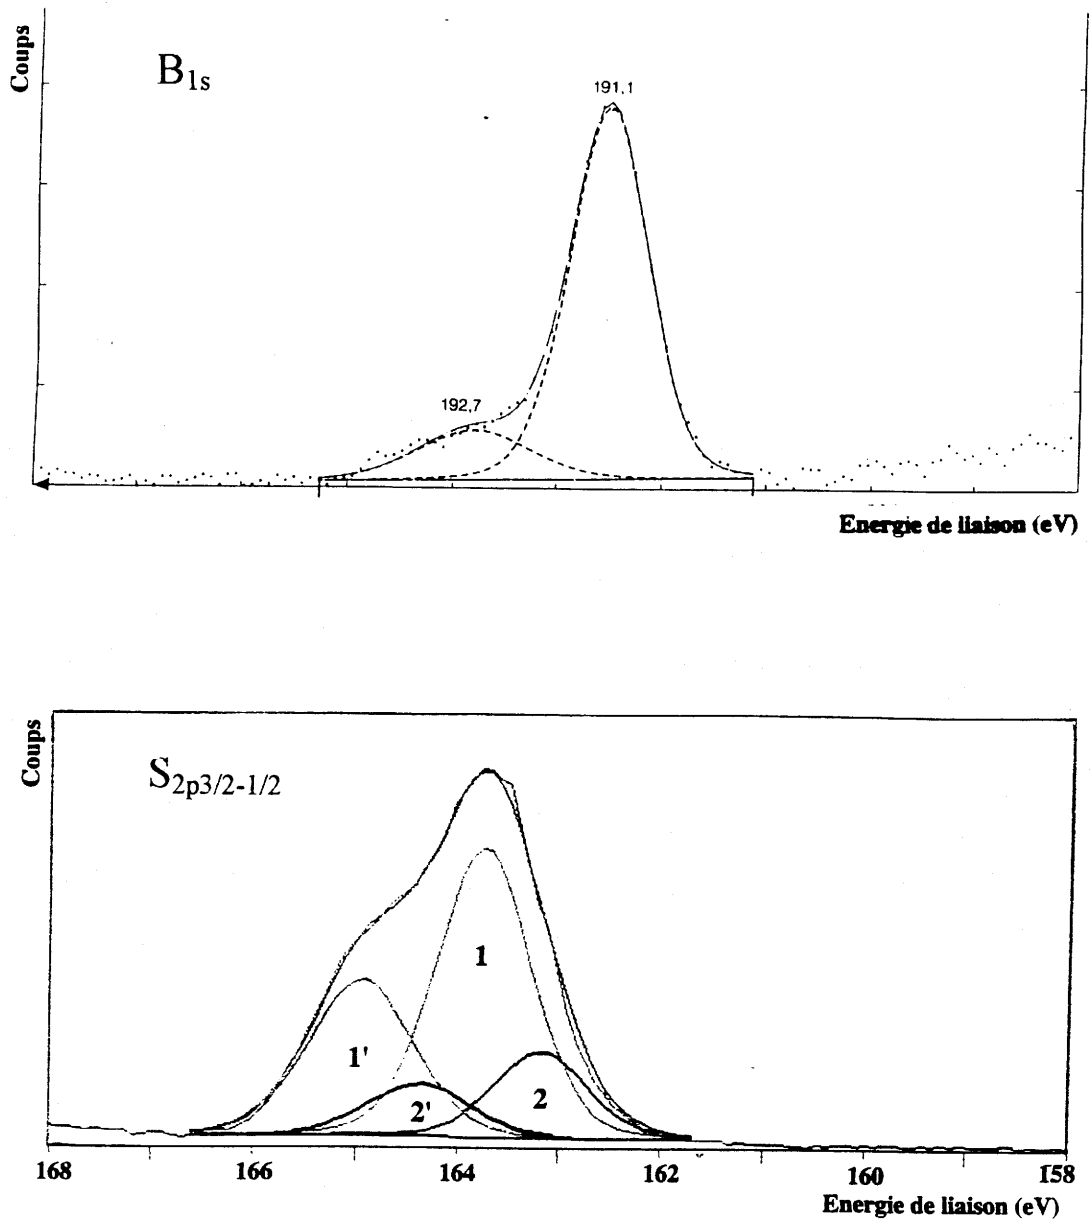 Coups
B1s
191,1
192,7
Energie de liaison (eV)
Coups
S2p3/2-1/2
1
1'
2
2'
168 166 164 162 160 158
Energie de liaison (eV)